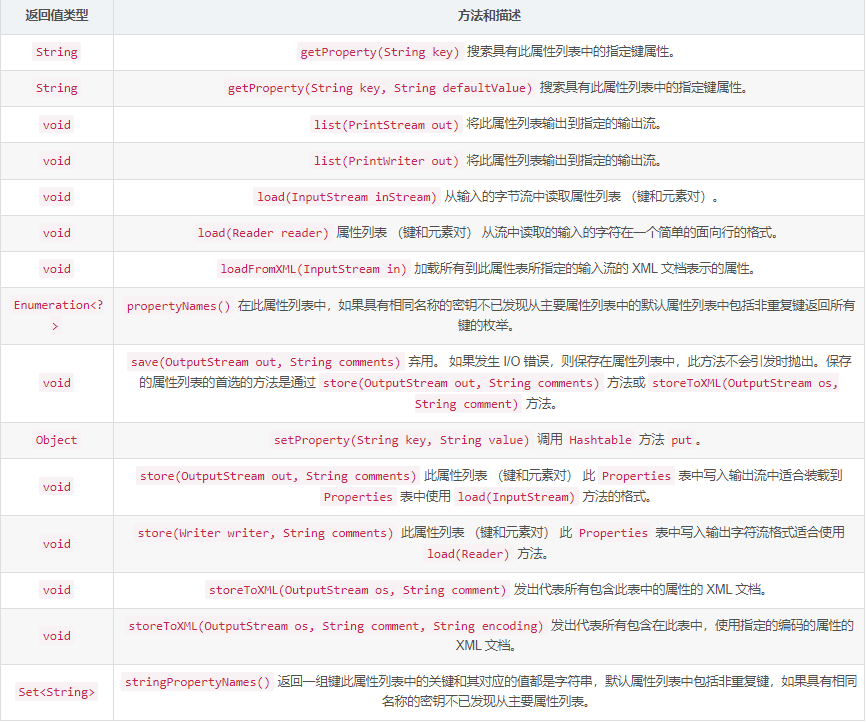 返回值类型 方法和描述
String getProperty(String key) 搜索具有此属性列表中的指定键属性。
String getProperty(String key, String defaultValue) 搜索具有此属性列表中的指定键属性。
void list(PrintStream out) 将此属性列表输出到指定的输出流。
void list(PrintWriter out) 将此属性列表输出到指定的输出流。
void load(InputStream inStream) 从输入的字节流中读取属性列表 （键和元素对）。
void load(Reader reader) 属性列表 （键和元素对） 从流中读取的输入的字符在一个简单的面向行的格式。
void loadFromXML(InputStream in) 加载所有到此属性表所指定的输入流的 XML 文档表示的属性。
Enumeration<?
>
propertyNames() 在此属性列表中，如果具有相同名称的密钥不已发现从主要属性列表中的默认属性列表中包括非重复键返回所有
键的枚举。
void
save(OutputStream out, String comments) 弃用。 如果发生 I/O 错误，则保存在属性列表中，此方法不会引发时抛出。保存
的属性列表的首选的方法是通过 store(OutputStream out, String comments) 方法或 storeToXML(OutputStream os,
String comment) 方法。
Object setProperty(String key, String value) 调用 Hashtable 方法 put 。
void
store(OutputStream out, String comments) 此属性列表 （键和元素对） 此 Properties 表中写入输出流中适合装载到
Properties 表中使用 load(InputStream) 方法的格式。
void
store(Writer writer, String comments) 此属性列表 （键和元素对） 此 Properties 表中写入输出字符流格式适合使用
load(Reader) 方法。
void storeToXML(OutputStream os, String comment) 发出代表所有包含此表中的属性的 XML 文档。
void
storeToXML(OutputStream os, String comment, String encoding) 发出代表所有包含在此表中，使用指定的编码的属性的
XML 文档。
Set<String>
stringPropertyNames() 返回一组键此属性列表中的关键和其对应的值都是字符串，默认属性列表中包括非重复键，如果具有相同
名称的密钥不已发现从主要属性列表。